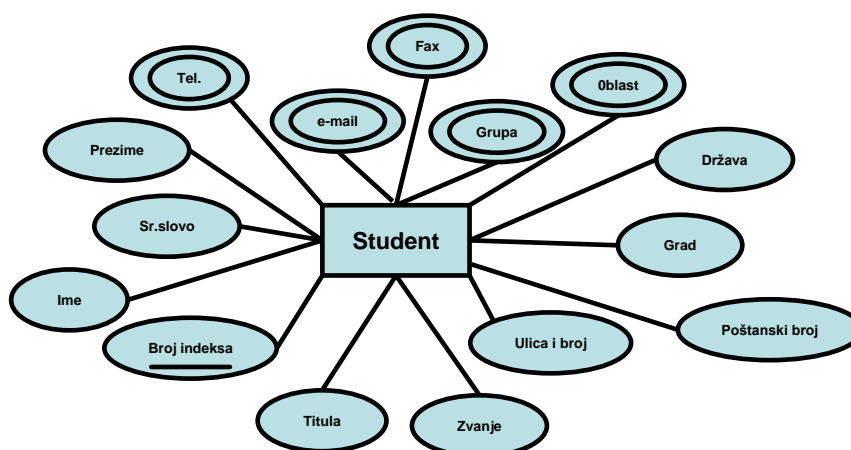 Fax
Tel.
0blast
e-mail
Grupa
Prezime
Država
Sr.slovo
Student
Grad
Ime
Poštanski broj
Ulica i broj
Broj indeksa
Titula
Zvanje